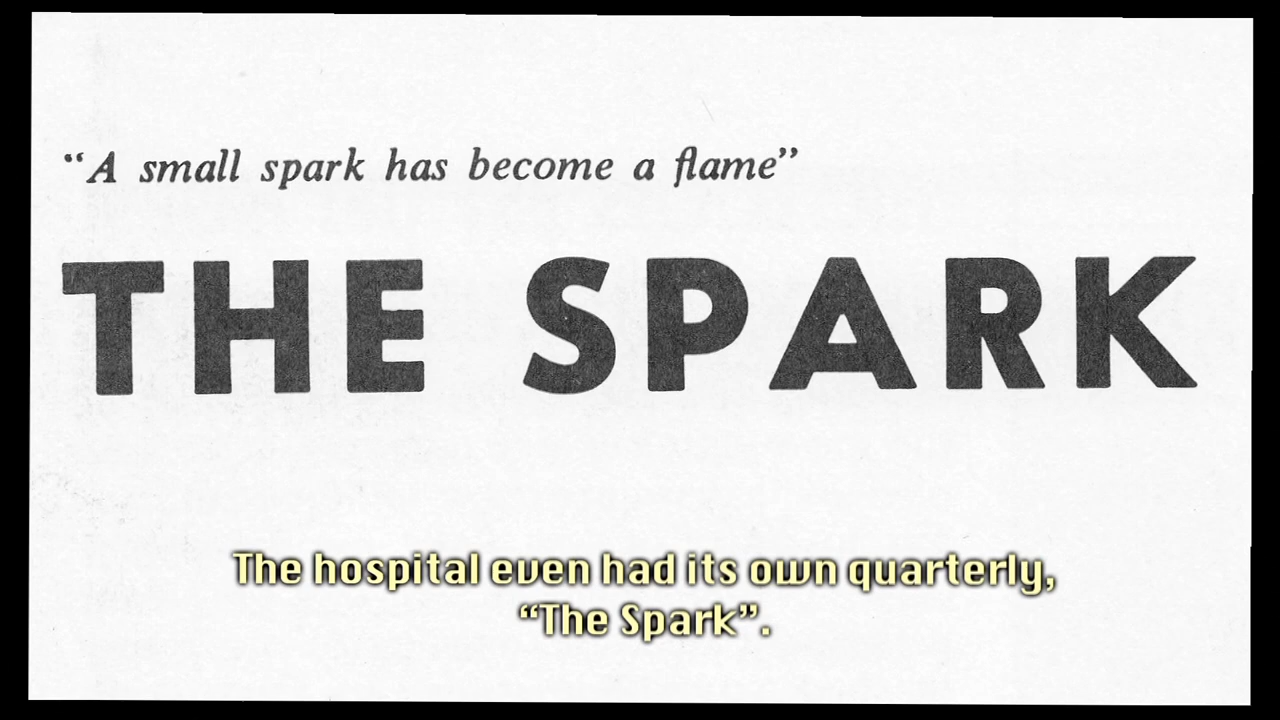 “A small spark has become a flame”
THE SPARK
The hospital even had its own quarterly,
“The Spark”.